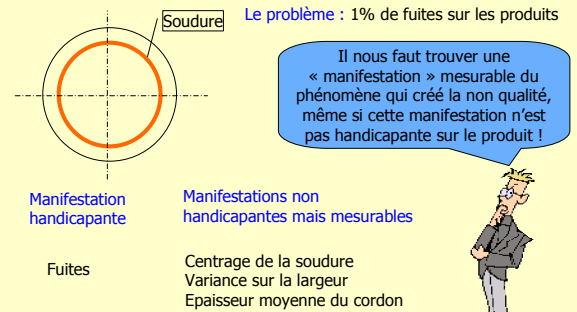 Soudure
Le problème : 1% de fuites sur les produits
Il nous faut trouver une
« manifestation » mesurable du
phénomène qui créé la non qualité,
même si cette manifestation n'est
pas handicapante sur le produit !
Manifestation
handicapante
Manifestations non
handicapantes mais mesurables
Fuites
Centrage de la soudure
Variance sur la largeur
Epaisseur moyenne du cordon